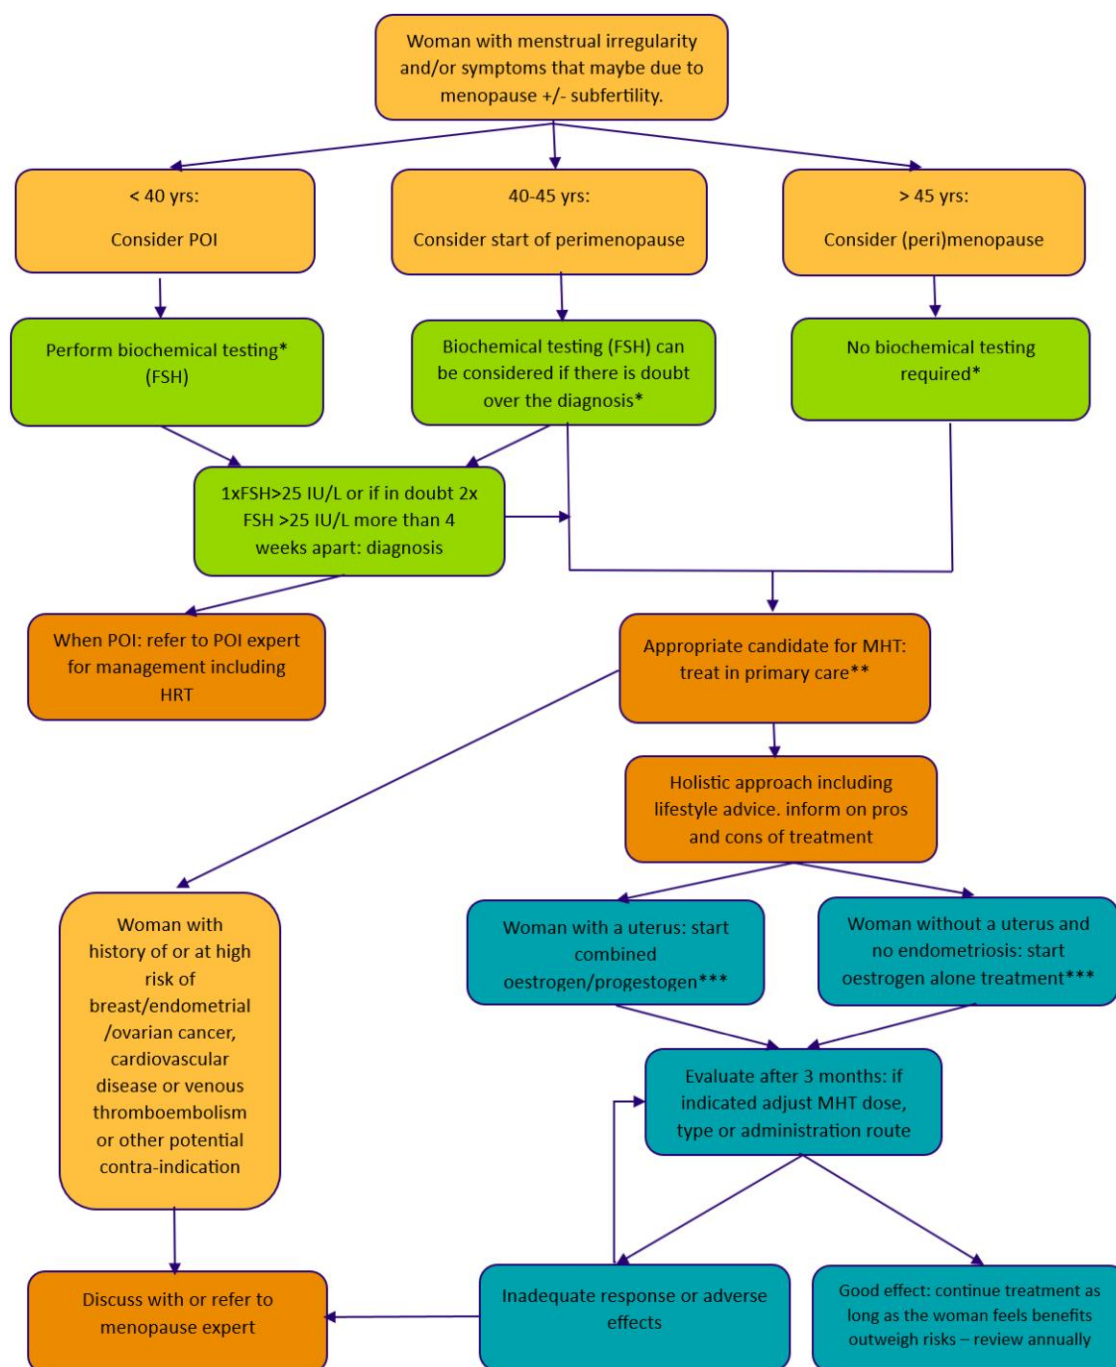 Woman with menstrual irregularity
and/or symptoms that maybe due to
menopause +/- subfertility.
< 40 yrs:
Consider POI
40-45 yrs:
Consider start of perimenopause
> 45 yrs:
Consider (peri)menopause
Perform biochemical testing*
(FSH)
Biochemical testing (FSH) can
be considered if there is doubt
over the diagnosis*
No biochemical testing
required*
1xFSH>25 IU/L or if in doubt 2x
FSH >25 IU/L more than 4
weeks apart: diagnosis
When POI: refer to POI expert
for management including
HRT
Appropriate candidate for MHT:
treat in primary care**
Holistic approach including
lifestyle advice. inform on pros
and cons of treatment
Woman with
history of or at high
risk of
breast/endometrial
/ovarian cancer,
cardiovascular
disease or venous
thromboembolism
or other potential
contra-indication
Woman with a uterus: start
combined
oestrogen/progestogen***
Woman without a uterus and
no endometriosis: start
oestrogen alone treatment***
Evaluate after 3 months: if
indicated adjust MHT dose,
type or administration route
Discuss with or refer to
menopause expert
Inadequate response or adverse
effects
Good effect: continue treatment as
long as the woman feels benefits
outweigh risks – review annually